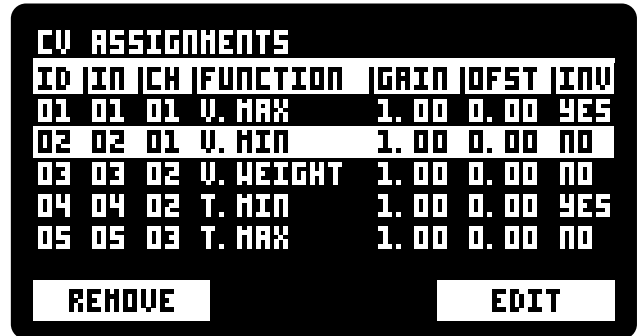 CV ASSIGNMENTS
ID |IN |CH |FUNCTION |GAIN |OFST |INV
01 01 01 V. MAX 1.00 0.00 YES
02 02 01 V. MIN 1.00 0.00 NO
03 03 02 V. WEIGHT 1.00 0.00 NO
04 04 02 T. MIN 1.00 0.00 YES
05 05 03 T. MAX 1.00 0.00 NO
REMOVE EDIT